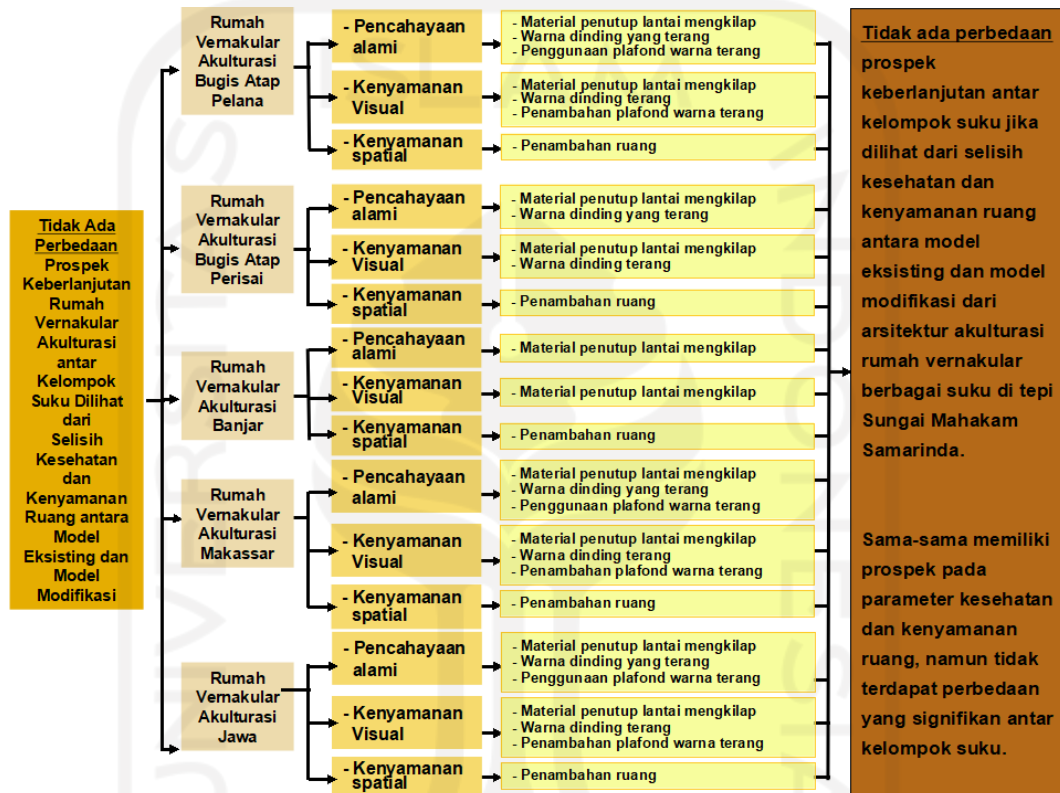 Tidak Ada
Perbedaan
Prospek
Keberlanjutan
Rumah
Vernakular
Akulturasi
antar
Kelompok
Suku Dilihat
dari
Selisih
Kesehatan
dan
Kenyamanan
Ruang antara
Model
Eksisting dan
Model
Modifikasi
Rumah
Vernakular
Akulturasi
Bugis Atap
Pelana
- Pencahayaan
alami
- Material penutup lantai mengkilap
- Warna dinding yang terang
- Penggunaan plafond warna terang
- Kenyamanan
Visual
- Material penutup lantai mengkilap
- Warna dinding terang
- Penambahan plafond warna terang
- Kenyamanan
spatial
- Penambahan ruang
Rumah
Vernakular
Akulturasi
Bugis Atap
Perisai
- Pencahayaan
alami
- Material penutup lantai mengkilap
- Warna dinding yang terang
- Kenyamanan
Visual
- Material penutup lantai mengkilap
- Warna dinding terang
- Kenyamanan
spatial
- Penambahan ruang
Rumah
Vernakular
Akulturasi
Banjar
- Pencahayaan
alami
- Material penutup lantai mengkilap
- Kenyamanan
Visual
- Material penutup lantai mengkilap
- Kenyamanan
spatial
- Penambahan ruang
Rumah
Vernakular
Akulturasi
Makassar
- Pencahayaan
alami
- Material penutup lantai mengkilap
- Warna dinding yang terang
- Penggunaan plafond warna terang
- Kenyamanan
Visual
- Material penutup lantai mengkilap
- Warna dinding terang
- Penambahan plafond warna terang
- Kenyamanan
spatial
- Penambahan ruang
Rumah
Vernakular
Akulturasi
Jawa
- Pencahayaan
alami
- Material penutup lantai mengkilap
- Warna dinding yang terang
- Penggunaan plafond warna terang
- Kenyamanan
Visual
- Material penutup lantai mengkilap
- Warna dinding terang
- Penambahan plafond warna terang
- Kenyamanan
spatial
- Penambahan ruang
Tidak ada perbedaan
prospek
keberlanjutan antar
kelompok suku jika
dilihat dari selisih
kesehatan dan
kenyamanan ruang
antara model
eksisting dan model
modifikasi dari
arsitektur akulturasi
rumah vernakular
berbagai suku di tepi
Sungai Mahakam
Samarinda.
Sama-sama memiliki
prospek pada
parameter kesehatan
dan kenyamanan
ruang, namun tidak
terdapat perbedaan
yang signifikan antar
kelompok suku.